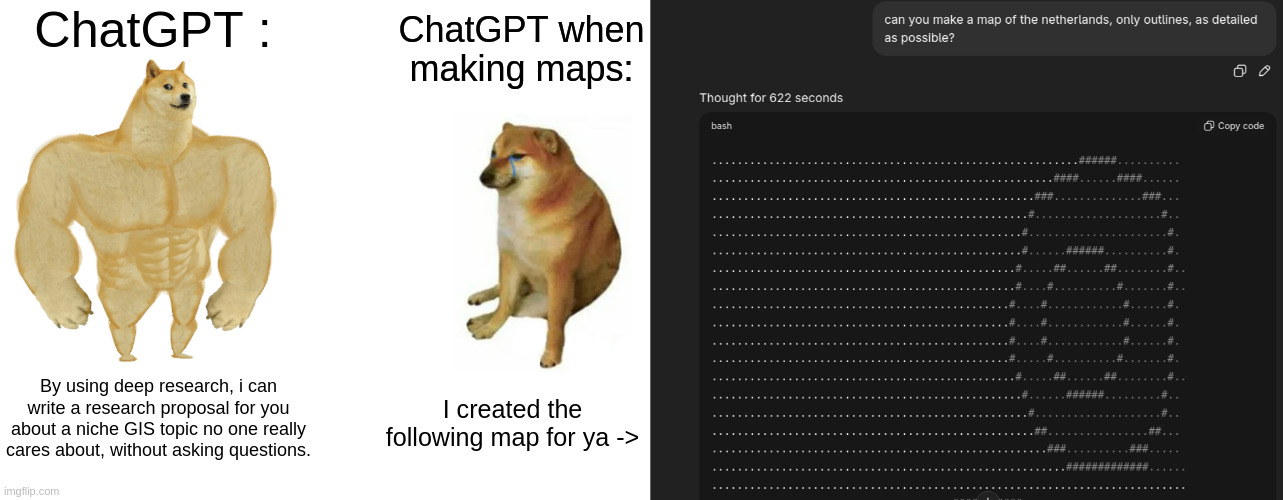 ChatGPT :
ChatGPT when
making maps:
By using deep research, i can
write a research proposal for you
about a niche GIS topic no one really
cares about, without asking questions.
I created the
following map for ya ->
imgflip.com
can you make a map of the netherlands, only outlines, as detailed
as possible?
Thought for 622 seconds
bash
Copy code
..........................................................######..........
......................................................####......####......
...................................................###..............###...
..................................................#....................#..
.................................................#......................#.
.................................................#......######..........#.
................................................#.....##......##........#..
................................................#....#..........#.......#..
...............................................#....#............#......#.
...............................................#....#............#......#.
...............................................#....#............#......#.
...............................................#.....#..........#.......#.
................................................#.....##......##........#..
.................................................#......######.........#..
..................................................#....................#..
...................................................##................##...
.....................................................###..........###.....
........................................................#############......
...........................................................................